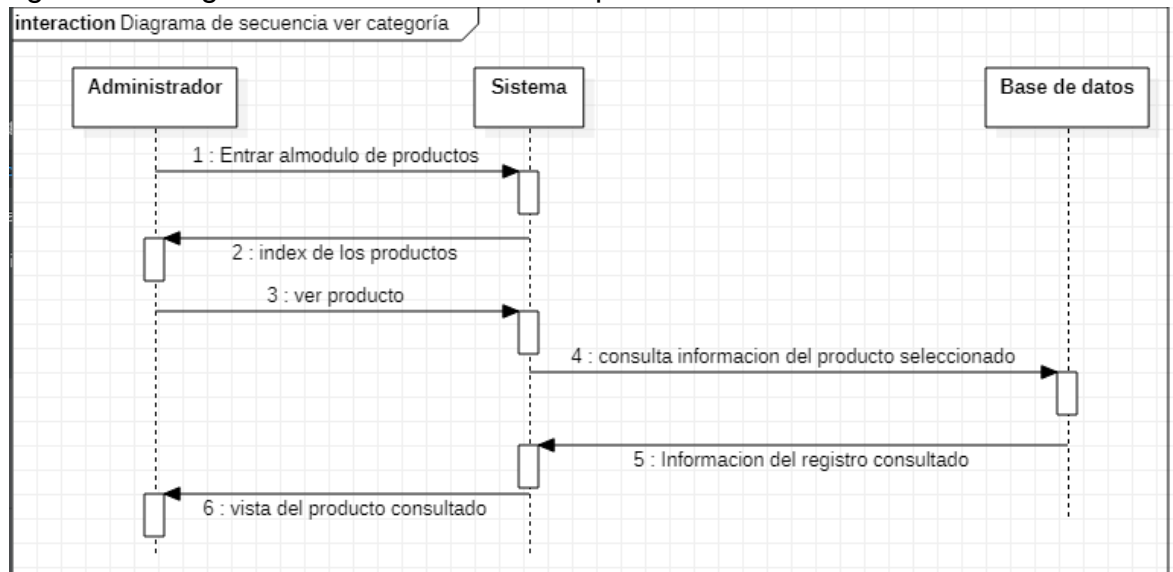 interaction Diagrama de secuencia ver categoría
Administrador
Sistema
Base de datos
1 : Entrar almodulo de productos
2 : index de los productos
3 : ver producto
4 : consulta informacion del producto seleccionado
5 : Informacion del registro consultado
6 : vista del producto consultado